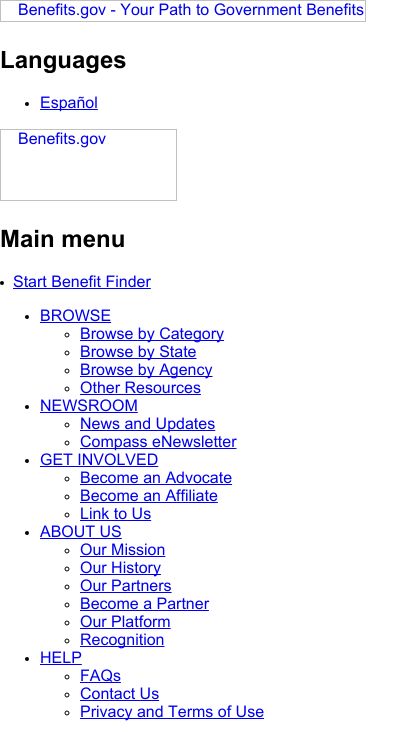 Benefits.gov - Your Path to Government Benefits
Languages
Español
Benefits.gov
Main menu
Start Benefit Finder
BROWSE
Browse by Category
Browse by State
Browse by Agency
Other Resources
NEWSROOM
News and Updates
Compass eNewsletter
GET INVOLVED
Become an Advocate
Become an Affiliate
Link to Us
ABOUT US
Our Mission
Our History
Our Partners
Become a Partner
Our Platform
Recognition
HELP
FAQs
Contact Us
Privacy and Terms of Use